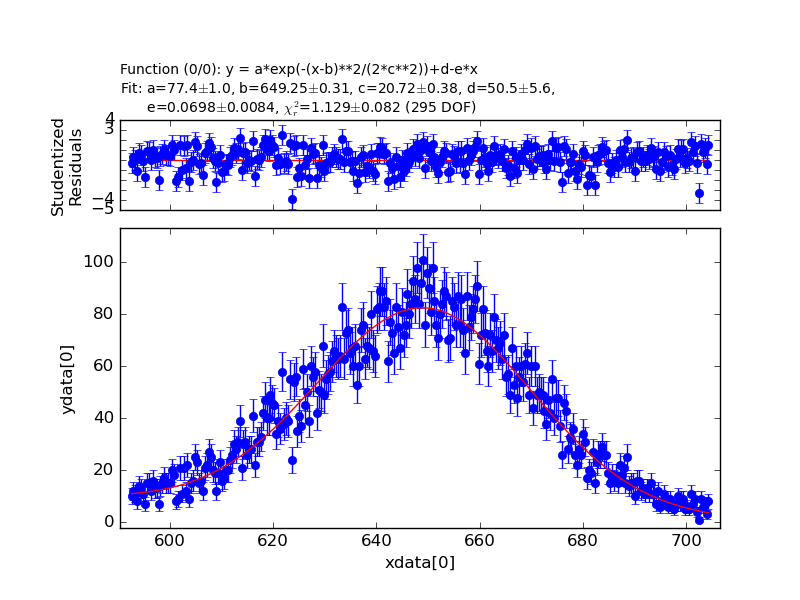 Function (0/0): y = a*exp(-(x-b)**2/(2*c**2))+d-e*x
Fit: a=77.4±1.0, b=649.25±0.31, c=20.72±0.38, d=50.5±5.6,
e=0.0698±0.0084, χ²ᵣ=1.129±0.082 (295 DOF)
Studentized
Residuals
4
3
−4
−5
ydata[0]
100
80
60
40
20
0
600 620 640 660 680 700
xdata[0]